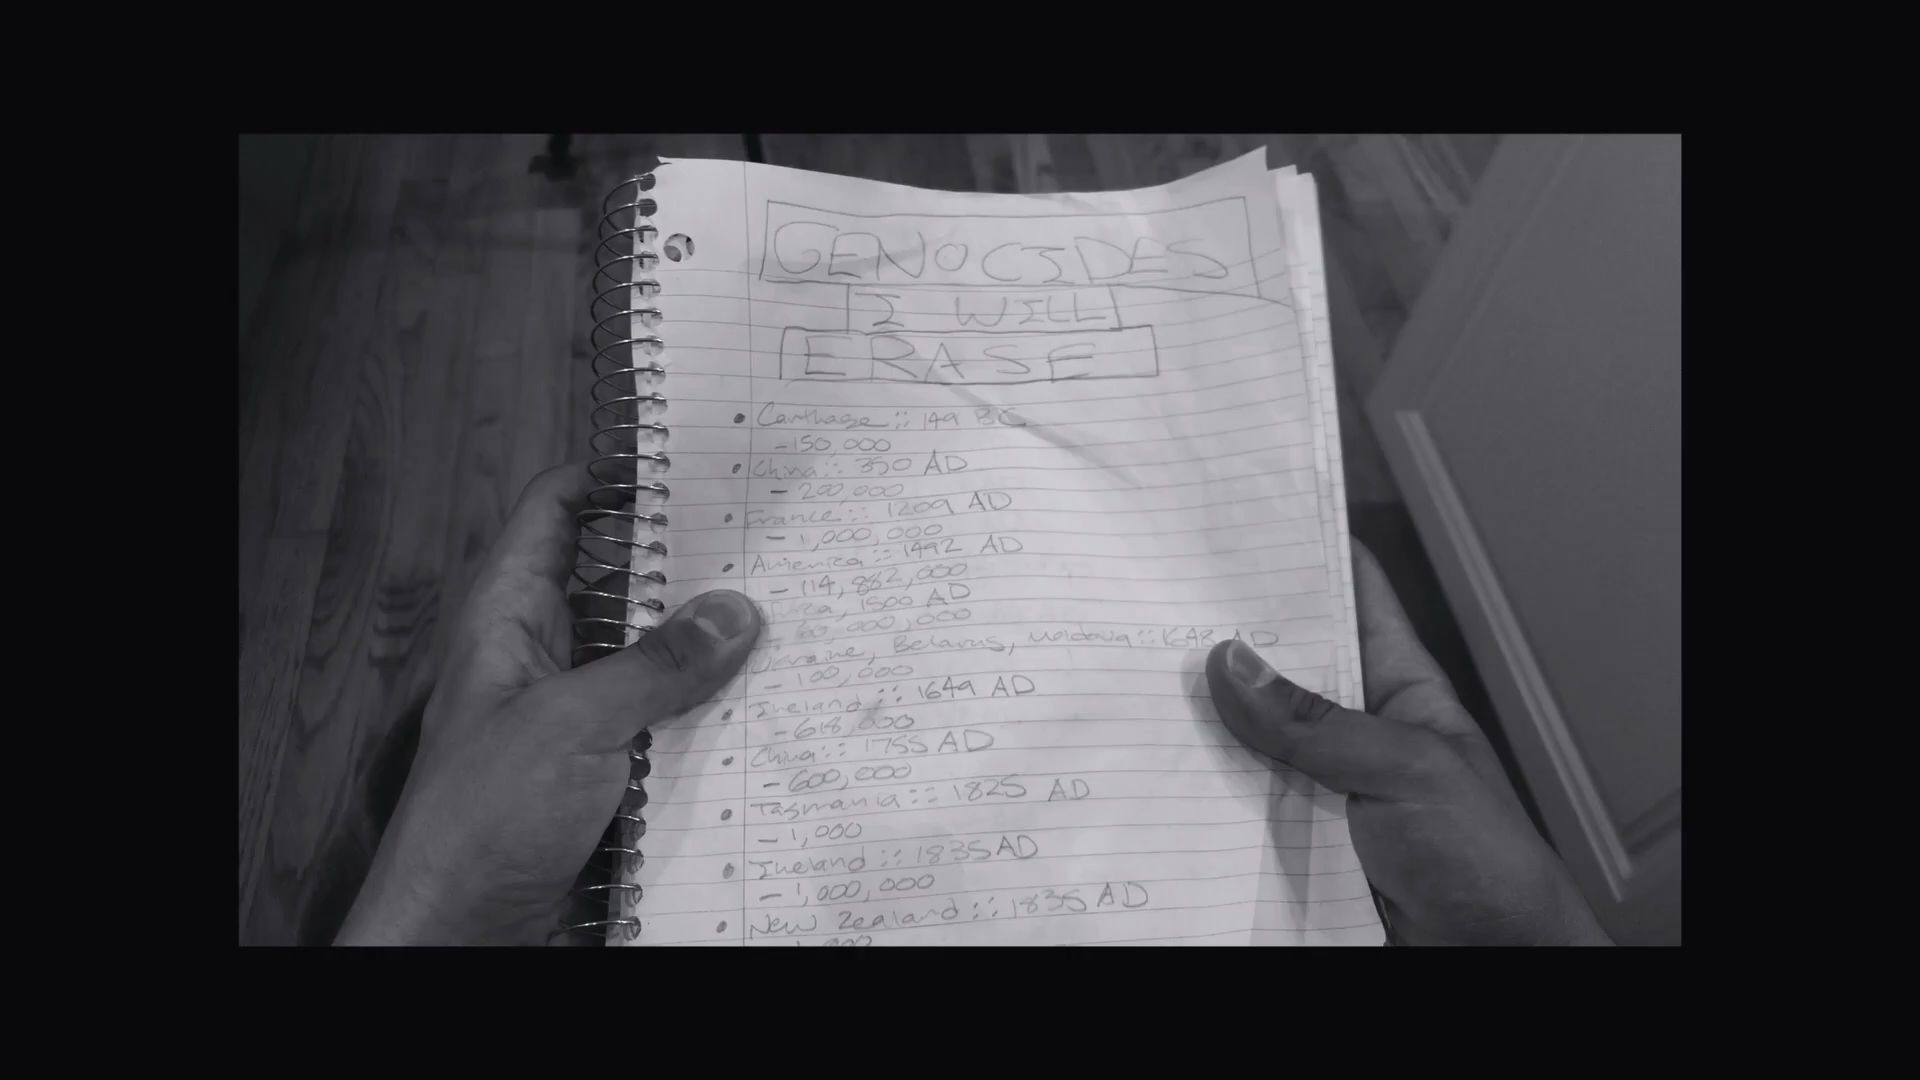 GENOCIDES
I WILL
ERASE
• Carthage :: 149 BC
- 150,000
• China :: 350 AD
- 200,000
• France :: 1209 AD
- 1,000,000
• America :: 1492 AD
- 114,882,000
1500 AD
60,000,000
Ukraine, Belarus, Moldova :: AD
- 100,000
• Ireland :: 1649 AD
- 618,000
• China :: 1755 AD
- 600,000
• Tasmania :: 1825 AD
- 1,000
• Ireland :: 1835 AD
- 1,000,000
• New Zealand :: 1835 AD